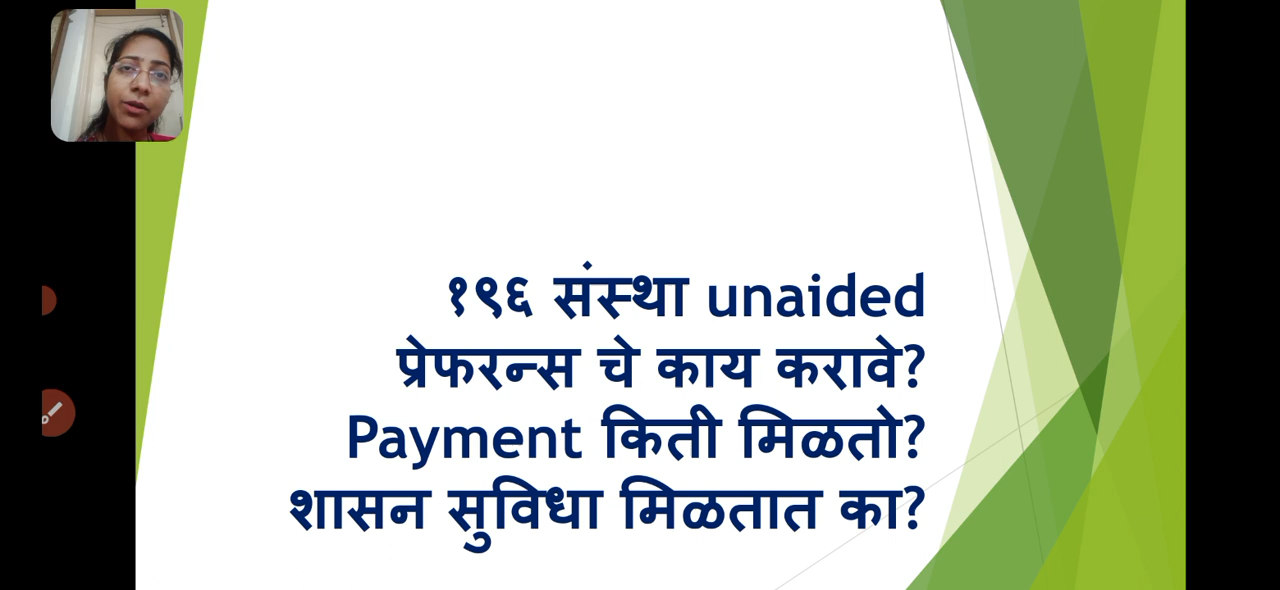 १९६ संस्था unaided
प्रेफरन्स चे काय करावे?
Payment किती मिळतो?
शासन सुविधा मिळतात का?